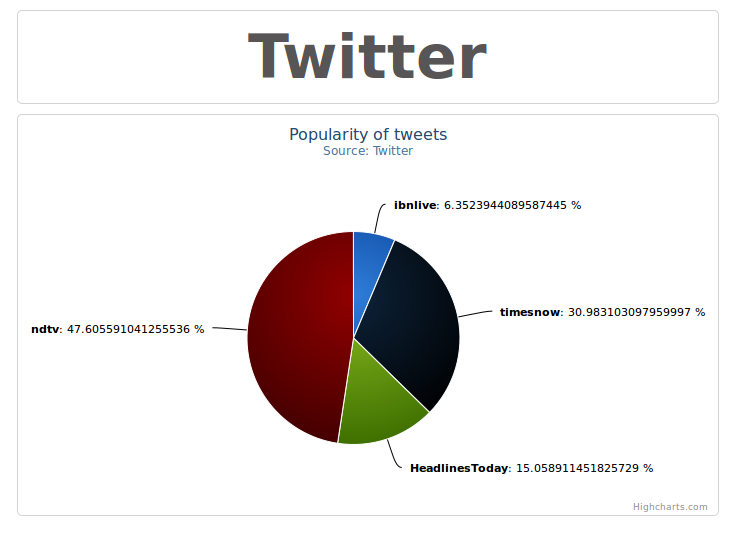 Twitter
Popularity of tweets
Source: Twitter
ibnlive: 6.3523944089587445 %
timesnow: 30.983103097959997 %
ndtv: 47.605591041255536 %
HeadlinesToday: 15.058911451825729 %
Highcharts.com